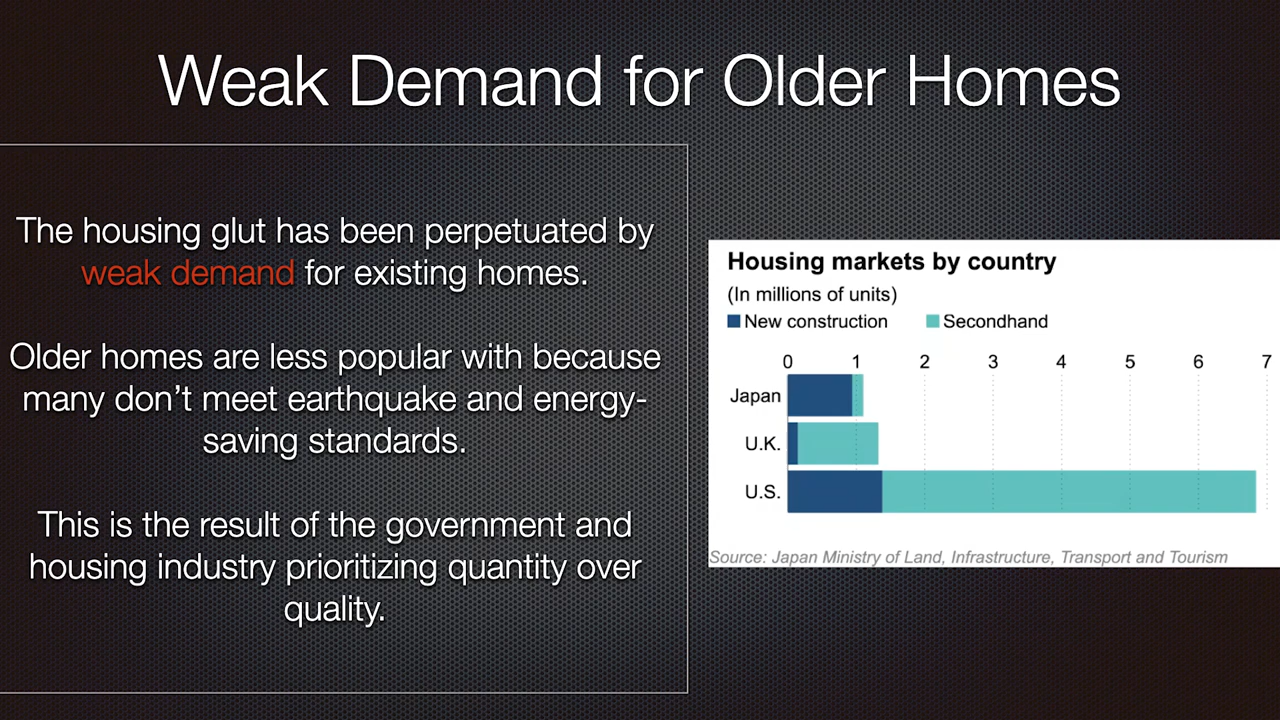 Weak Demand for Older Homes
The housing glut has been perpetuated by
weak demand for existing homes.
Older homes are less popular with because
many don’t meet earthquake and energy-
saving standards.
This is the result of the government and
housing industry prioritizing quantity over
quality.
Housing markets by country
(In millions of units)
New construction Secondhand
0 1 2 3 4 5 6 7
Japan
U.K.
U.S.
Source: Japan Ministry of Land, Infrastructure, Transport and Tourism